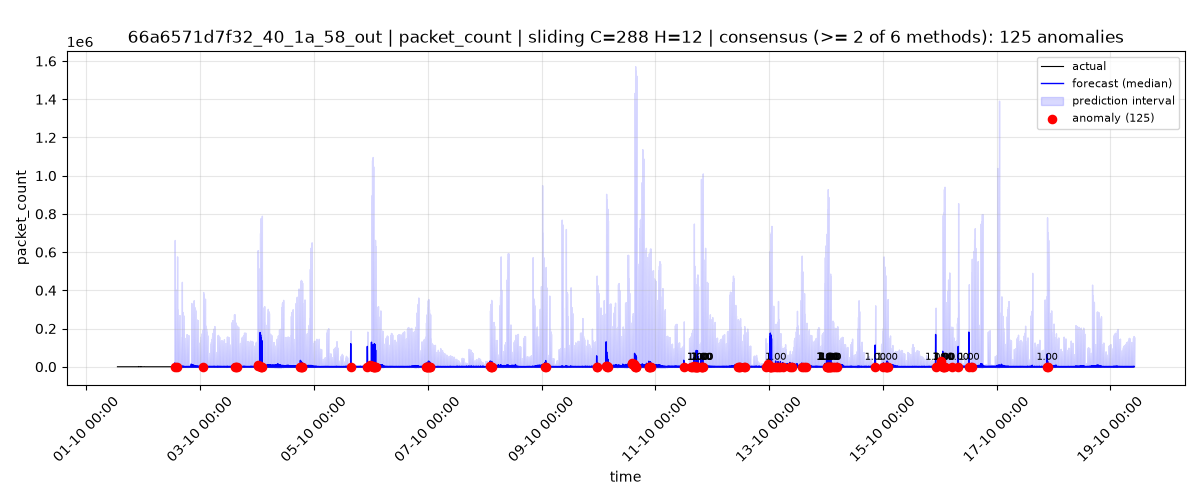 66a6571d7f32_40_1a_58_out | packet_count | sliding C=288 H=12 | consensus (>= 2 of 6 methods): 125 anomalies
1e6
actual
forecast (median)
prediction interval
anomaly (125)
1.6
1.4
1.2
1.0
0.8
0.6
0.4
0.2
0.0
packet_count
1.00
1.00
1.00
01-10 00:00
03-10 00:00
05-10 00:00
07-10 00:00
09-10 00:00
11-10 00:00
13-10 00:00
15-10 00:00
17-10 00:00
19-10 00:00
time